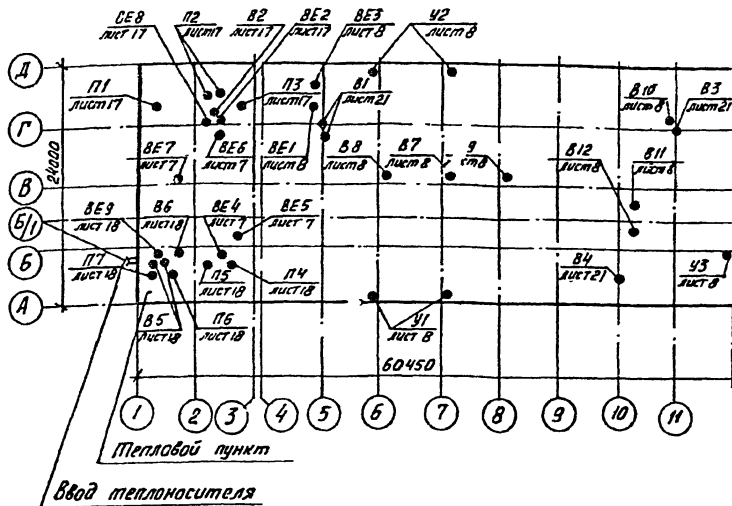 СЕ8
лист 17
П2
лист 17
В2
лист 17
ВЕ2
лист 17
ВЕ3
лист 8
У2
Д
П1
лист 17
П3
лист 17
В1
лист 21
В10
лист 8
В3
лист 21
Г
24000
ВЕ7
лист 7
ВЕ6
лист 7
ВЕ1
лист 8
В8
лист 8
В7
лист 8
9
ст 8
В12
лист 8
В11
лист 8
В
ВЕ9
лист 18
В6
лист 18
ВЕ4
лист 7
ВЕ5
лист 7
Б/1
Б
П7
лист 18
П5
лист 18
П4
лист 18
В4
лист 21
У3
лист 8
А
В5
лист 18
П6
лист 18
У1
лист 8
60450
1
2
3
4
5
6
7
8
9
10
11
Тепловой пункт
Ввод теплоносителя